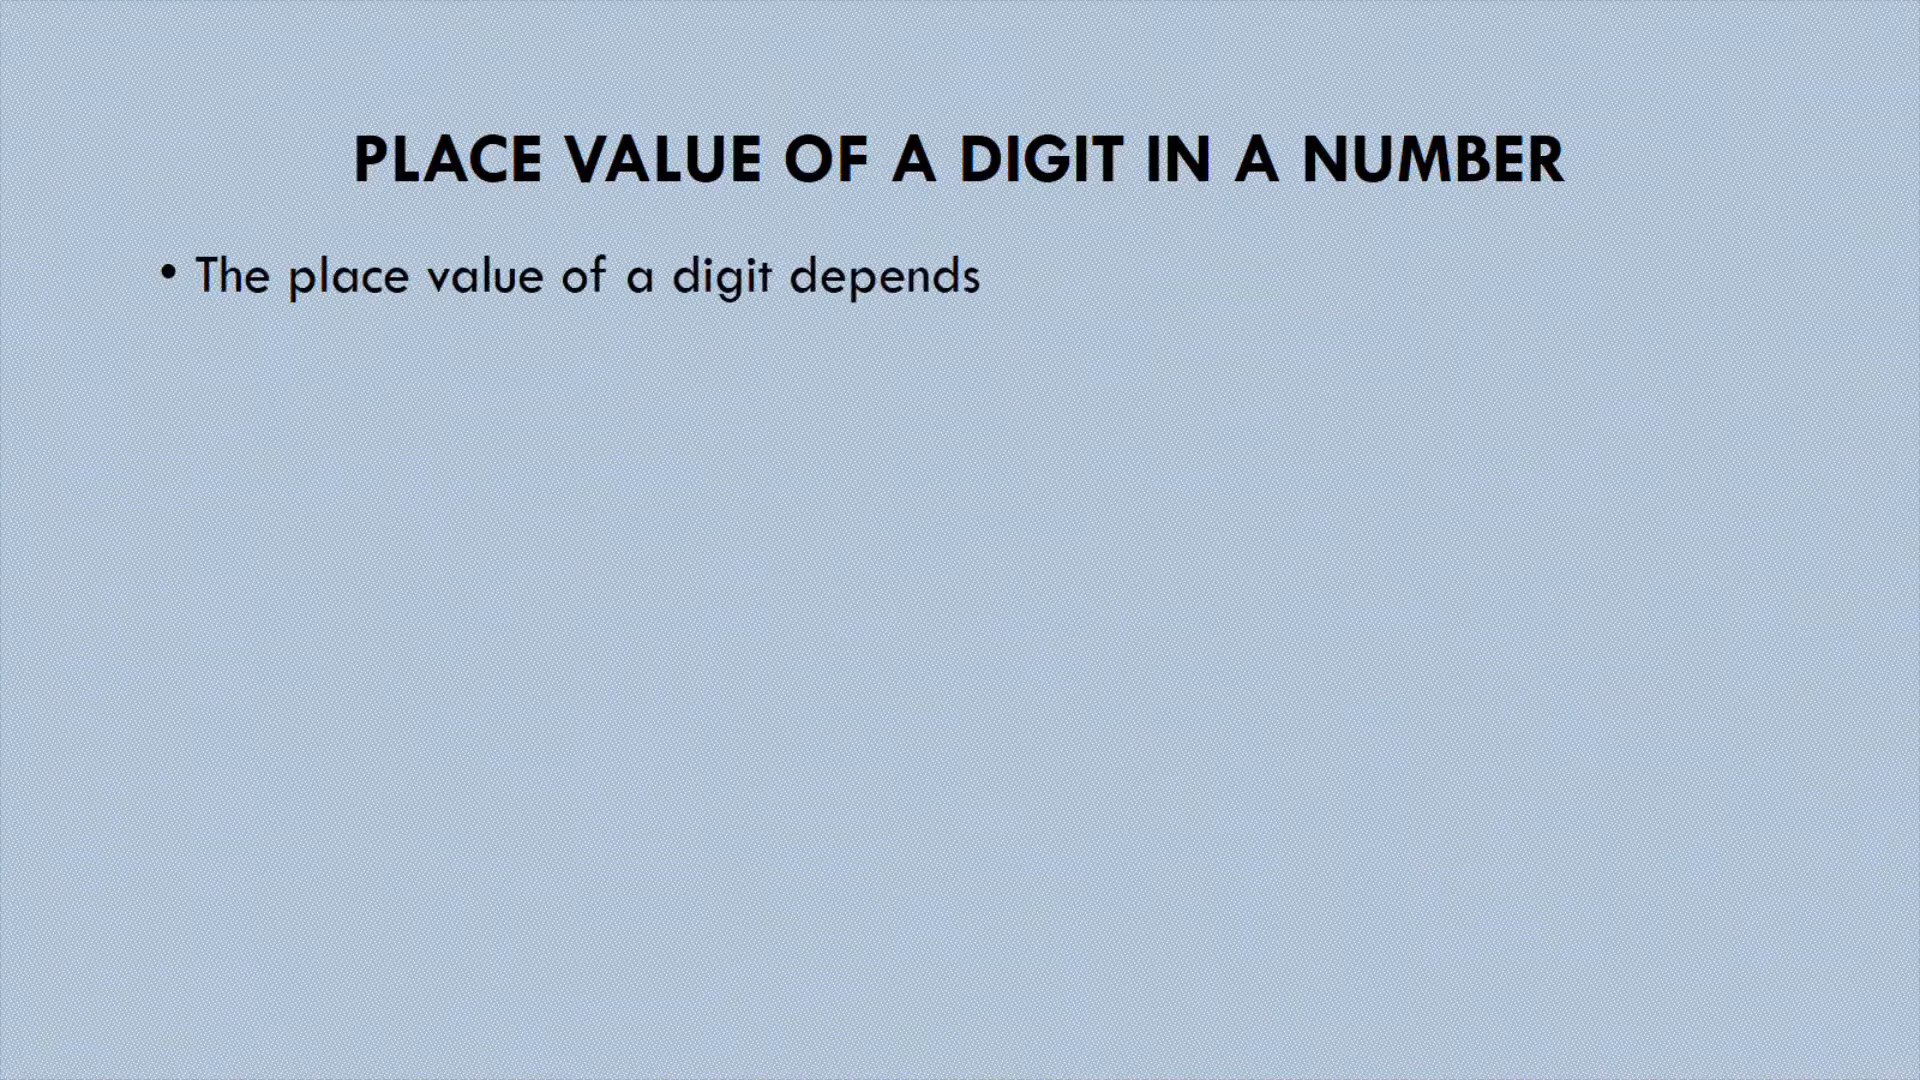 PLACE VALUE OF A DIGIT IN A NUMBER
• The place value of a digit depends